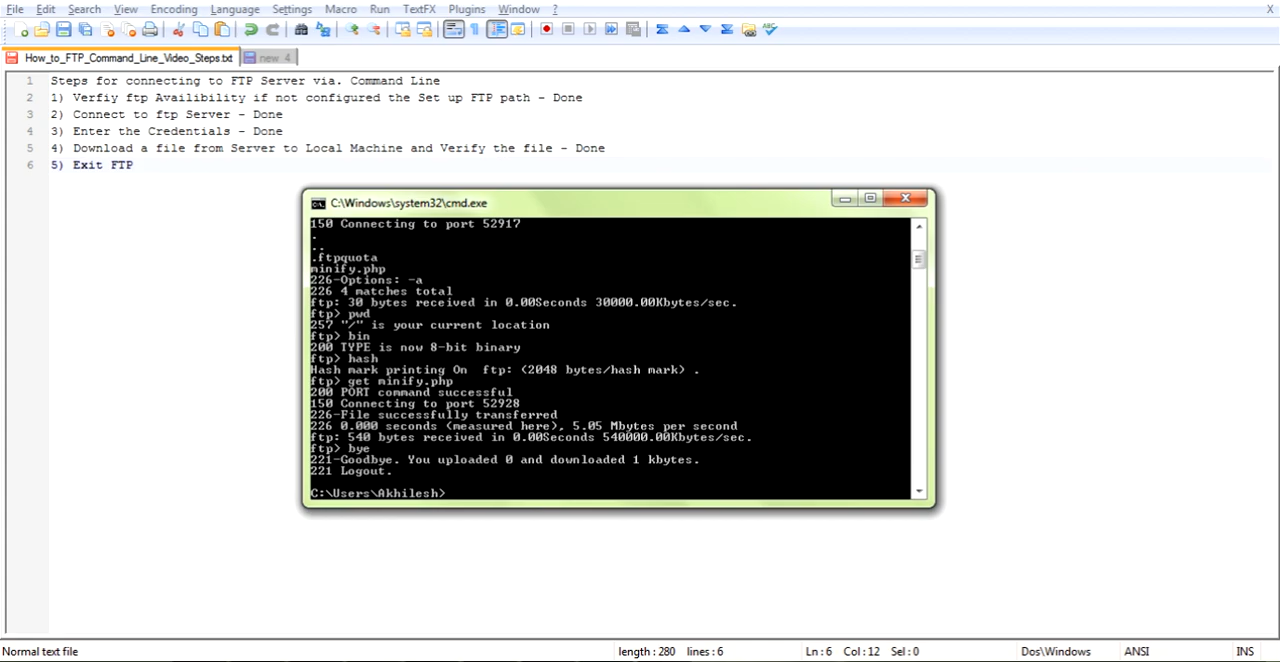 File Edit Search View Encoding Language Settings Macro Run TextFX Plugins Window ? X
How_to_FTP_Command_Line_Video_Steps.txt new 4
1 Steps for connecting to FTP Server via. Command Line
2 1) Verfiy ftp Availibility if not configured the Set up FTP path - Done
3 2) Connect to ftp Server - Done
4 3) Enter the Credentials - Done
5 4) Download a file from Server to Local Machine and Verify the file - Done
6 5) Exit FTP
C:\Windows\system32\cmd.exe
150 Connecting to port 52917
.
..
.ftpquota
minify.php
226-Options: -a
226 4 matches total
ftp: 30 bytes received in 0.00Seconds 30000.00Kbytes/sec.
ftp> pwd
257 "/" is your current location
ftp> bin
200 TYPE is now 8-bit binary
ftp> hash
Hash mark printing On  ftp: (2048 bytes/hash mark) .
ftp> get minify.php
200 PORT command successful
150 Connecting to port 52928
226-File successfully transferred
226 0.000 seconds (measured here), 5.05 Mbytes per second
ftp: 540 bytes received in 0.00Seconds 540000.00Kbytes/sec.
ftp> bye
221-Goodbye. You uploaded 0 and downloaded 1 kbytes.
221 Logout.
C:\Users\Akhilesh>
Normal text file length : 280 lines : 6 Ln : 6 Col : 12 Sel : 0 Dos\Windows ANSI INS